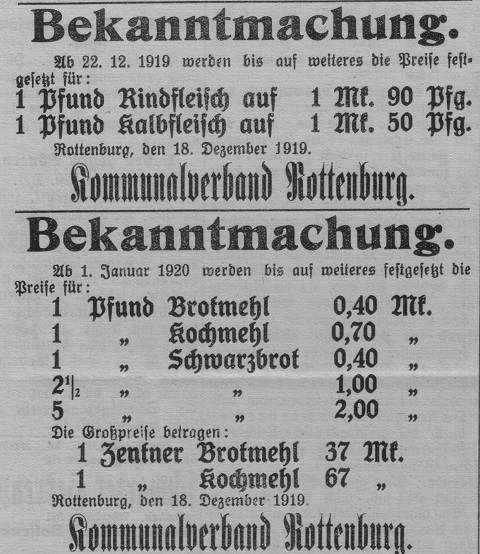 Bekanntmachung.
Ab 22. 12. 1919 werden bis auf weiteres die Preise fest-
gesetzt für:
1 Pfund Rindfleisch auf 1 Mk. 90 Pfg.
1 Pfund Kalbfleisch auf 1 Mk. 50 Pfg.
Rottenburg, den 18. Dezember 1919.
Kommunalverband Rottenburg.
Bekanntmachung.
Ab 1. Januar 1920 werden bis auf weiteres festgesetzt die
Preise für:
1 Pfund Brotmehl 0,40 Mk.
1 „ Kochmehl 0,70 „
1 „ Schwarzbrot 0,40 „
2½ „ „ 1,00 „
5 „ „ 2,00 „
Die Großpreise betragen:
1 Zentner Brotmehl 37 Mk.
1 „ Kochmehl 67 „
Rottenburg, den 18. Dezember 1919.
Kommunalverband Rottenburg.